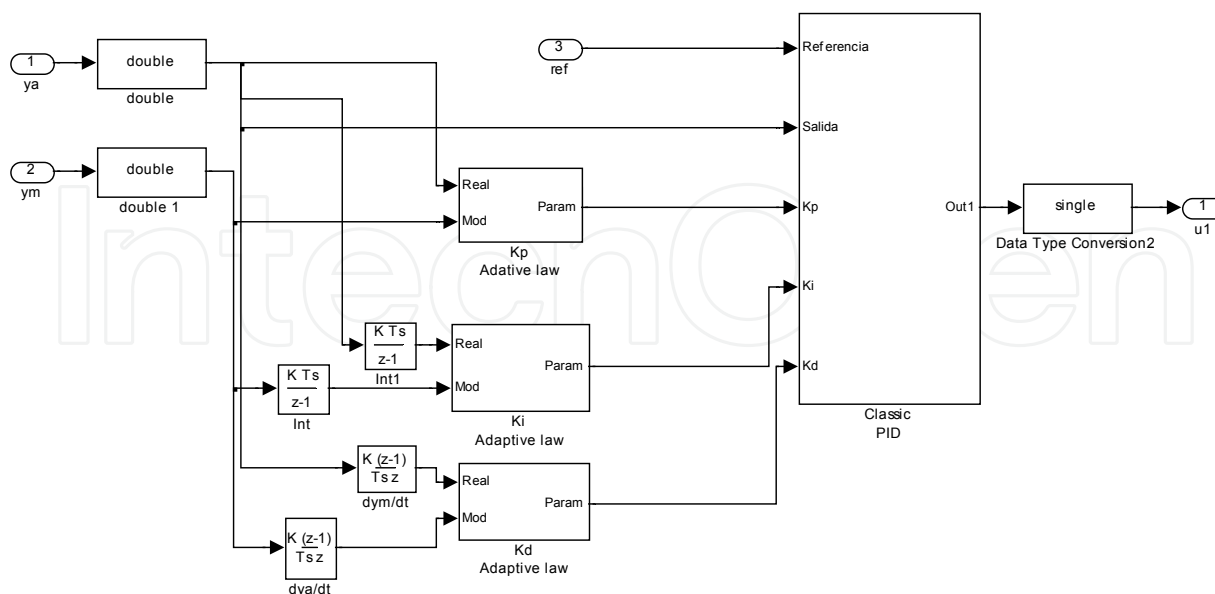 1
ya
double
double
2
ym
double
double 1
3
ref
Referencia
Salida
Kp
Ki
Kd
Out1
Classic
PID
single
Data Type Conversion2
1
u1
Real
Mod
Param
Kp
Adative law
K Ts
z-1
Int1
K Ts
z-1
Int
Real
Mod
Param
Ki
Adaptive law
K (z-1)
Ts z
dym/dt
K (z-1)
Ts z
dya/dt
Real
Mod
Param
Kd
Adaptive law
IntechOpen